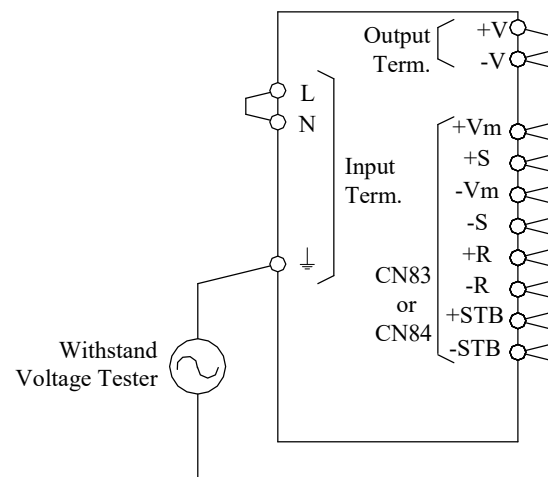 Output
Term.
+V
-V
L
N
Input
Term.
+Vm
+S
-Vm
-S
+R
-R
+STB
-STB
CN83
or
CN84
Withstand
Voltage Tester